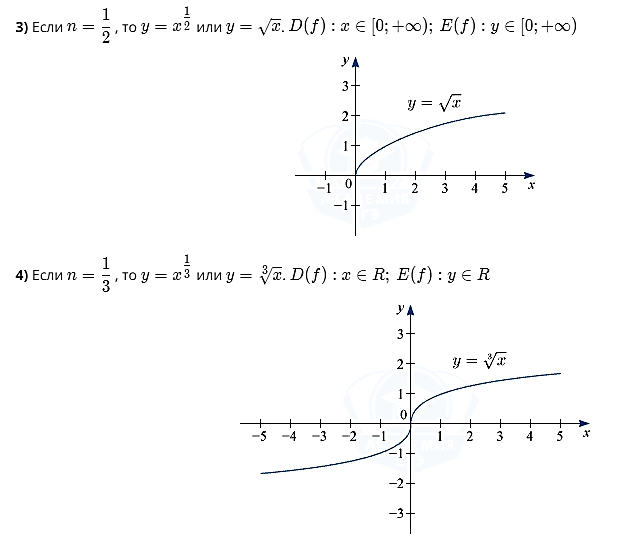 3) Если n = 1/2, то y = x^(1/2) или y = √x. D(f) : x ∈ [0; +∞); E(f) : y ∈ [0; +∞)
y
3
y = √x
2
1
−1 0 1 2 3 4 5 x
−1
4) Если n = 1/3, то y = x^(1/3) или y = ∛x. D(f) : x ∈ R; E(f) : y ∈ R
y
3
y = ∛x
2
1
0
−5 −4 −3 −2 −1 1 2 3 4 5 x
−1
−2
−3